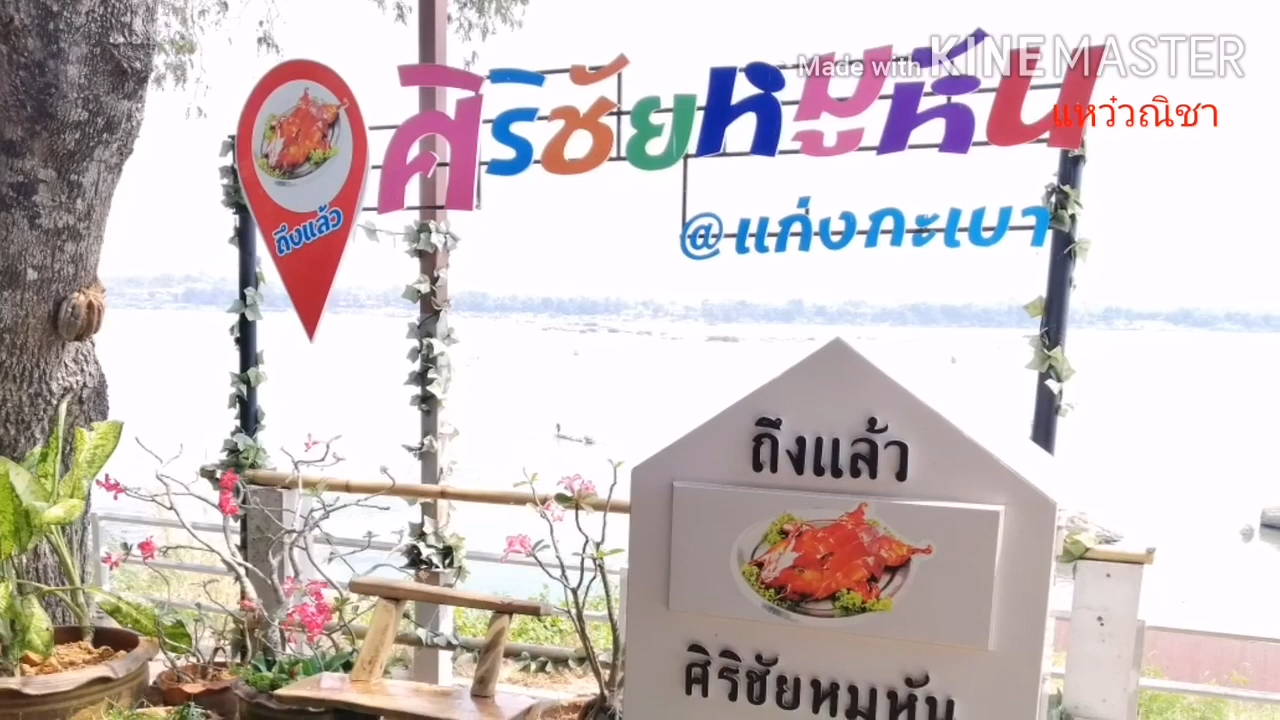 Made with KINEMASTER
แหว๋วณิชา
ศิริชัยหมูหัน
ถึงแล้ว
@แก่งกะเบา
ถึงแล้ว
ศิริชัยหมูหัน